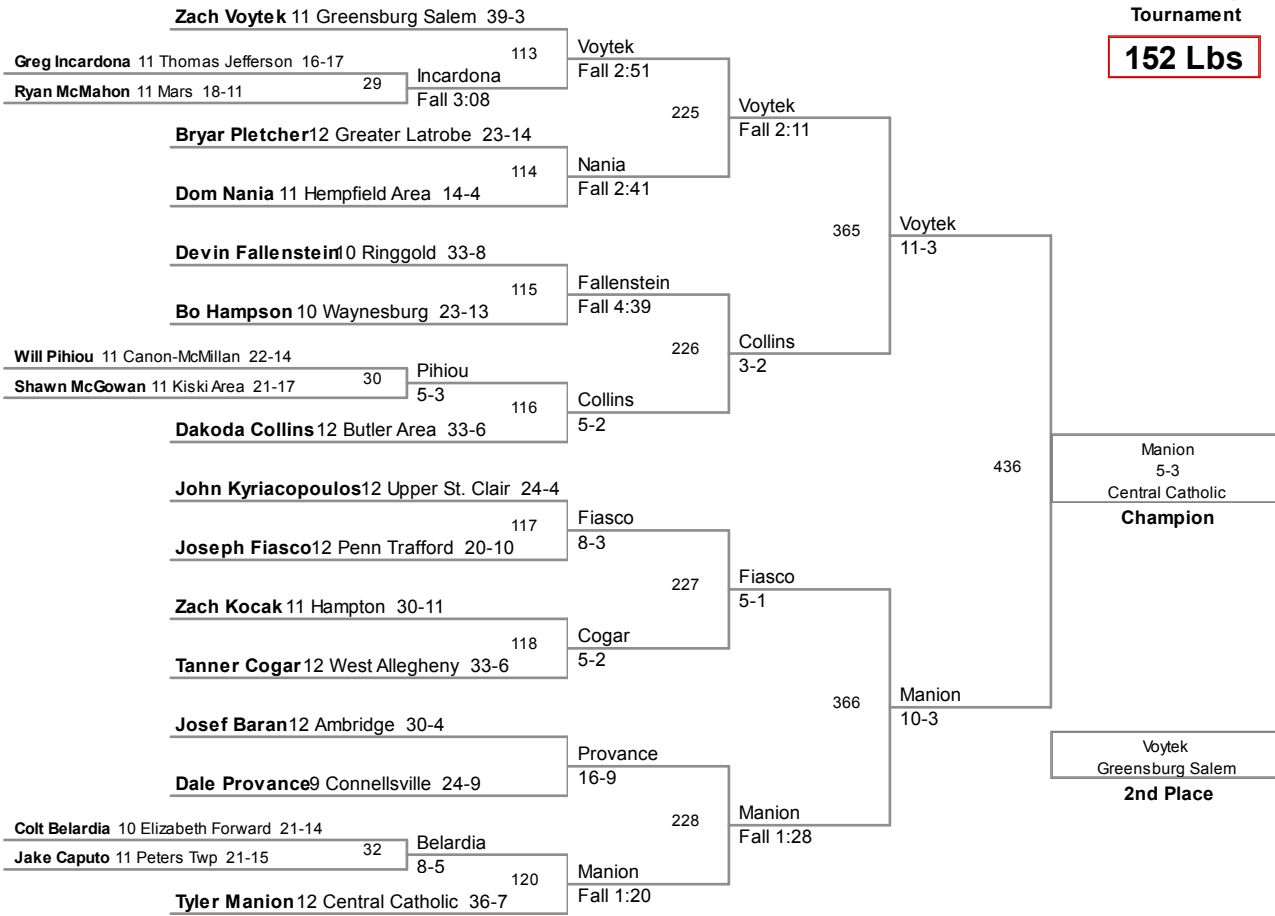 Tournament
152 Lbs
Zach Voytek 11 Greensburg Salem 39-3
113
Voytek
Fall 2:51
Greg Incardona 11 Thomas Jefferson 16-17
29
Incardona
Fall 3:08
Ryan McMahon 11 Mars 18-11
225
Voytek
Fall 2:11
Bryar Pletcher 12 Greater Latrobe 23-14
114
Nania
Fall 2:41
Dom Nania 11 Hempfield Area 14-4
365
Voytek
11-3
Devin Fallenstein 10 Ringgold 33-8
115
Fallenstein
Fall 4:39
Bo Hampson 10 Waynesburg 23-13
226
Collins
3-2
Will Pihiou 11 Canon-McMillan 22-14
30
Pihiou
5-3
Shawn McGowan 11 Kiski Area 21-17
116
Collins
5-2
Dakoda Collins 12 Butler Area 33-6
436
Manion
5-3
Central Catholic
Champion
John Kyriacopoulos 12 Upper St. Clair 24-4
117
Fiasco
8-3
Joseph Fiasco 12 Penn Trafford 20-10
227
Fiasco
5-1
Zach Kocak 11 Hampton 30-11
118
Cogar
5-2
Tanner Cogar 12 West Allegheny 33-6
366
Manion
10-3
Josef Baran 12 Ambridge 30-4
Provance
16-9
Dale Provance 9 Connellsville 24-9
Voytek
Greensburg Salem
2nd Place
228
Manion
Fall 1:28
Colt Belardia 10 Elizabeth Forward 21-14
32
Belardia
8-5
Jake Caputo 11 Peters Twp 21-15
120
Manion
Fall 1:20
Tyler Manion 12 Central Catholic 36-7